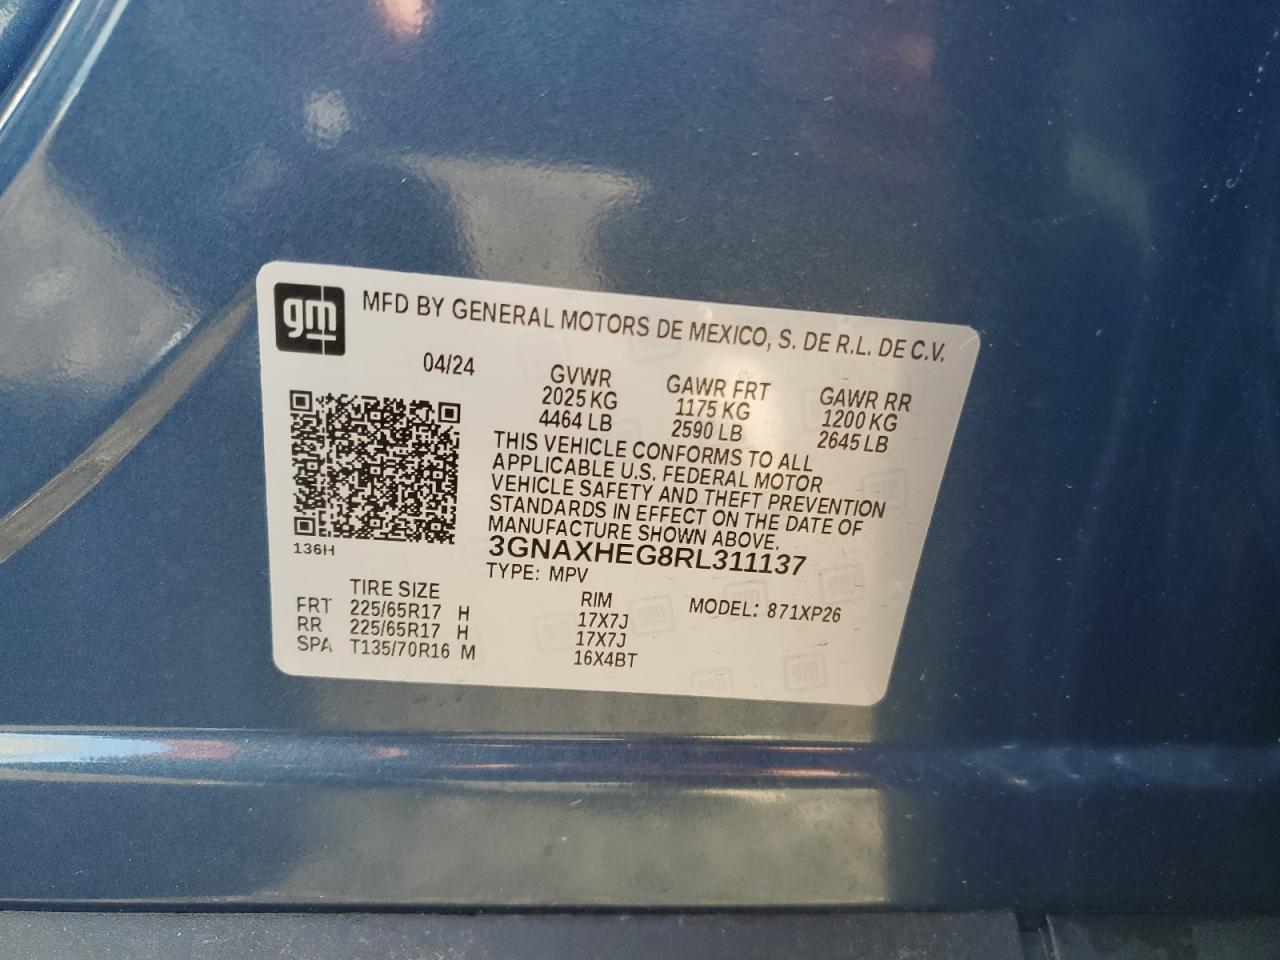 gm
MFD BY GENERAL MOTORS DE MEXICO, S. DE R.L. DE C.V.
04/24
GVWR GAWR FRT GAWR RR
2025 KG 1175 KG 1200 KG
4464 LB 2590 LB 2645 LB
THIS VEHICLE CONFORMS TO ALL
APPLICABLE U.S. FEDERAL MOTOR
VEHICLE SAFETY AND THEFT PREVENTION
STANDARDS IN EFFECT ON THE DATE OF
MANUFACTURE SHOWN ABOVE.
136H
3GNAXHEG8RL311137
TYPE: MPV
TIRE SIZE RIM MODEL: 871XP26
FRT 225/65R17 H 17X7J
RR 225/65R17 H 17X7J
SPA T135/70R16 M 16X4BT